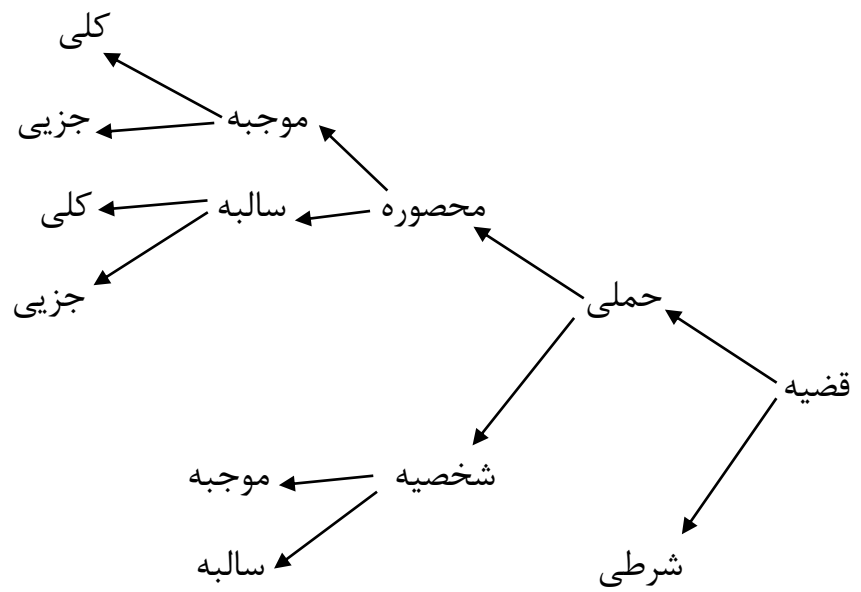 کلی
موجبه
جزیی
محصوره
سالبه
کلی
حملی
جزیی
قضیه
شخصیه
موجبه
شرطی
سالبه